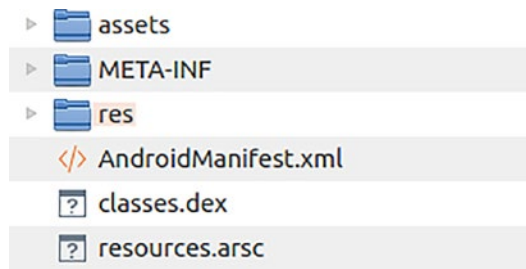 assets
META-INF
res
AndroidManifest.xml
classes.dex
resources.arsc